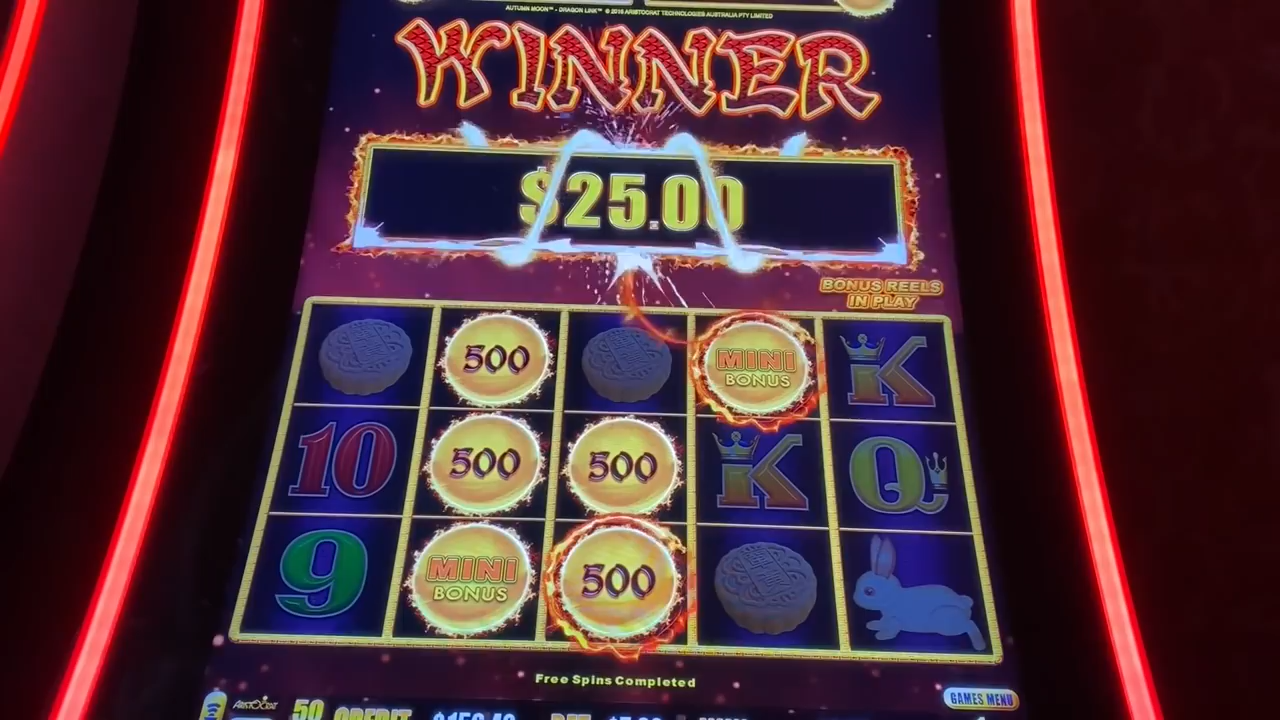 AUTUMN MOON™ - DRAGON LINK™ © 2016 ARISTOCRAT TECHNOLOGIES AUSTRALIA PTY LIMITED
WINNER
$25.00
BONUS REELS
IN PLAY
500
MINI
BONUS
K
10
500
500
K
Q
9
MINI
BONUS
500
Free Spins Completed
GAMES MENU
ARISTOCRAT
50 CREDIT
BET